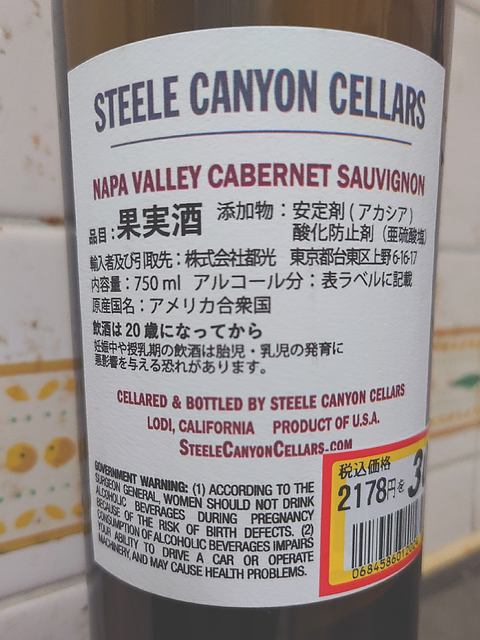 STEELE CANYON CELLARS
NAPA VALLEY CABERNET SAUVIGNON
品目:果実酒 添加物:安定剤(アカシア)
酸化防止剤(亜硫酸塩)
輸入者及び引取先:株式会社都光 東京都台東区上野6-16-17
内容量:750 ml アルコール分:表ラベルに記載
原産国名:アメリカ合衆国
飲酒は20歳になってから
妊娠中や授乳期の飲酒は胎児・乳児の発育に
悪影響を与える恐れがあります。
CELLARED & BOTTLED BY STEELE CANYON CELLARS
LODI, CALIFORNIA PRODUCT OF U.S.A.
STEELECANYONCELLARS.COM
GOVERNMENT WARNING: (1) ACCORDING TO THE
SURGEON GENERAL, WOMEN SHOULD NOT DRINK
ALCOHOLIC BEVERAGES DURING PREGNANCY
BECAUSE OF THE RISK OF BIRTH DEFECTS. (2)
CONSUMPTION OF ALCOHOLIC BEVERAGES IMPAIRS
YOUR ABILITY TO DRIVE A CAR OR OPERATE
MACHINERY, AND MAY CAUSE HEALTH PROBLEMS.
税込価格
2178円を